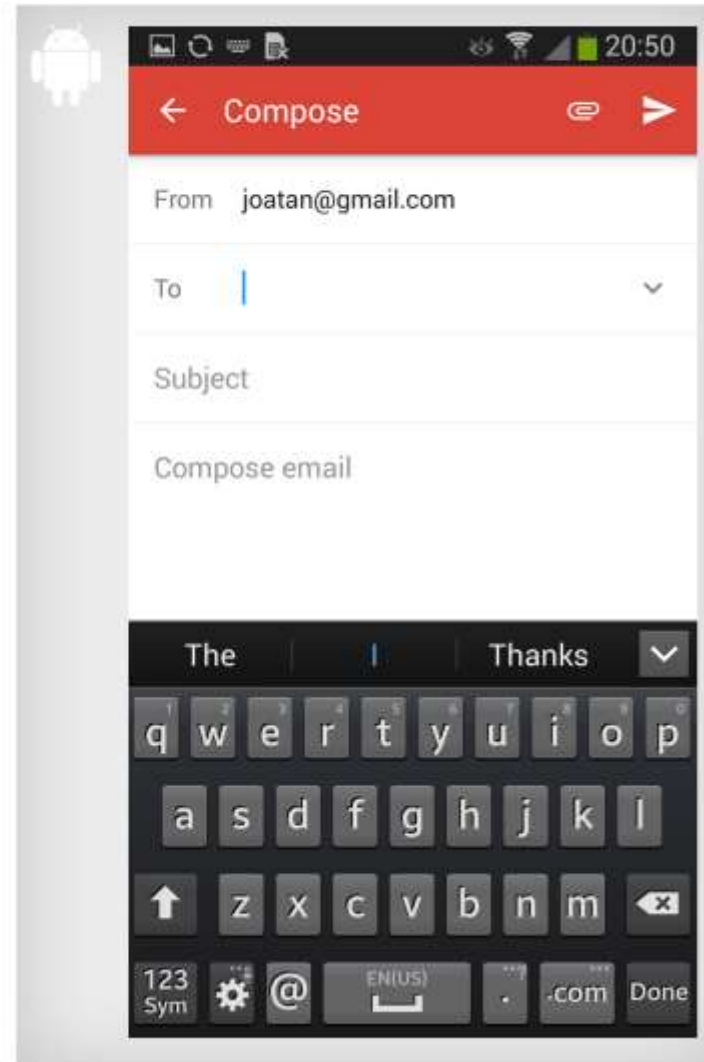 20:50
Compose
From joatan@gmail.com
To
Subject
Compose email
The I Thanks
q w e r t y u i o p
a s d f g h j k l
z x c v b n m
123
Sym @ EN(US) . .com Done